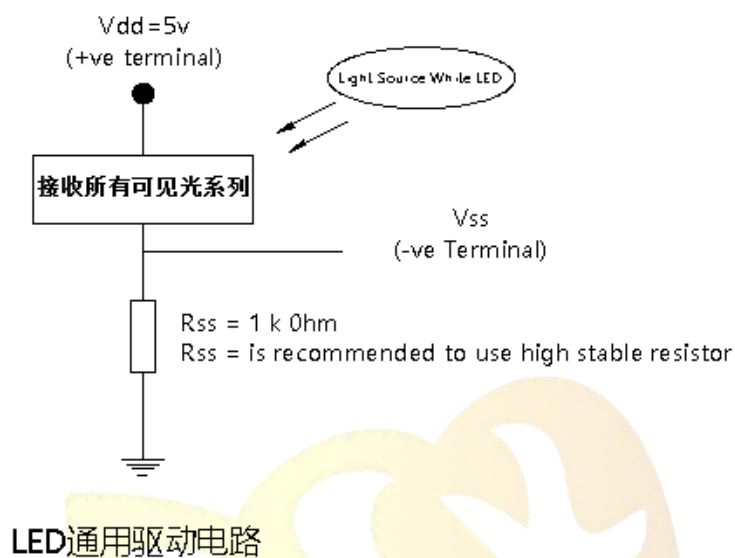 Vdd=5v
(+ve terminal)
Light Source While LED
接收所有可见光系列
Vss
(-ve Terminal)
Rss = 1 k Ohm
Rss = is recommended to use high stable resistor
LED通用驱动电路